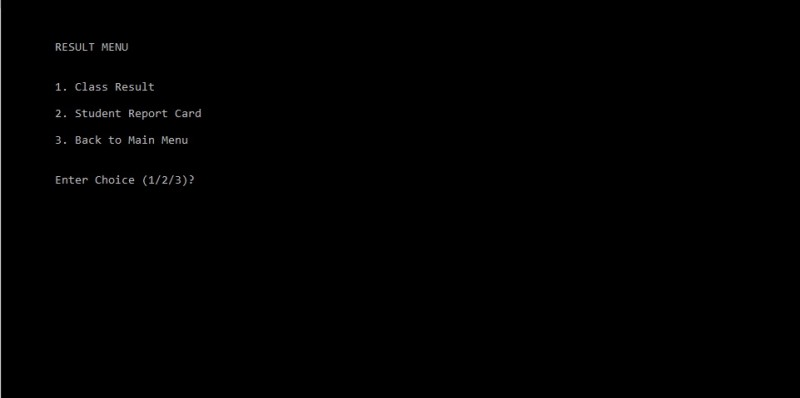 RESULT MENU
1. Class Result
2. Student Report Card
3. Back to Main Menu
Enter Choice (1/2/3)?